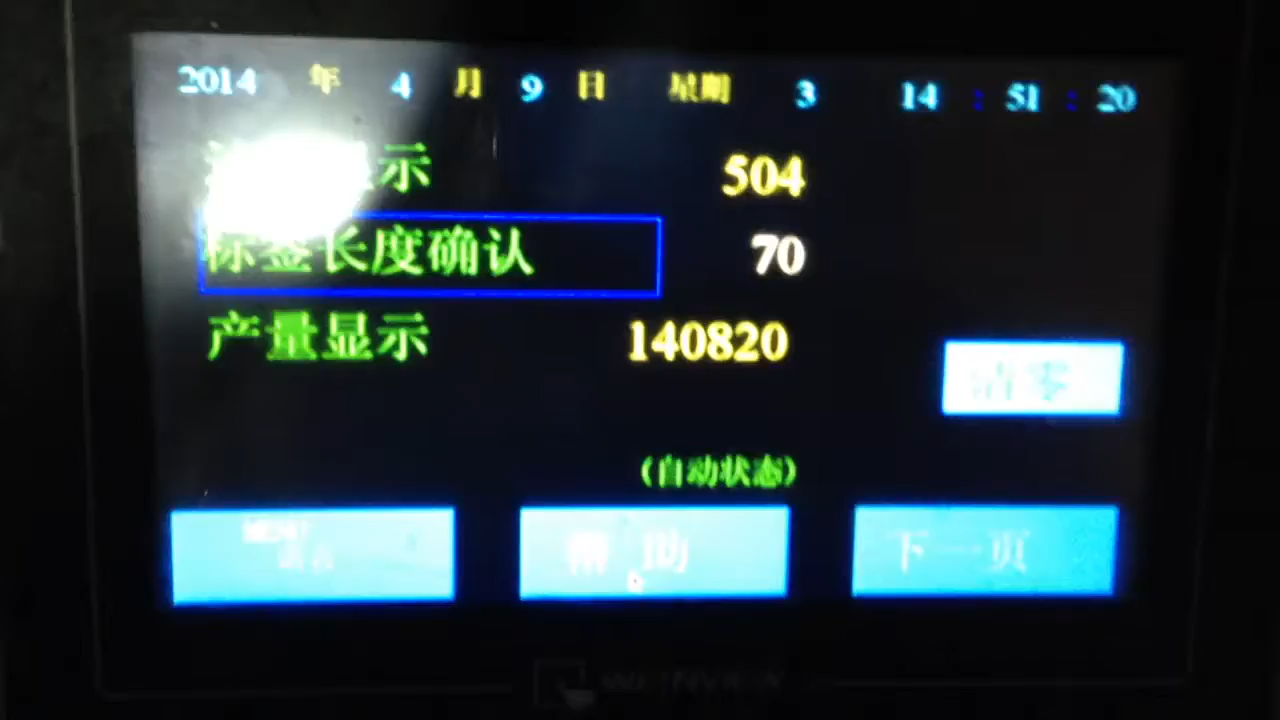 2014 年 4 月 9 日 星期 3 14 : 51 : 20
显示 504
标签长度确认 70
产量显示 140820
清零
(自动状态)
帮 助 下一页